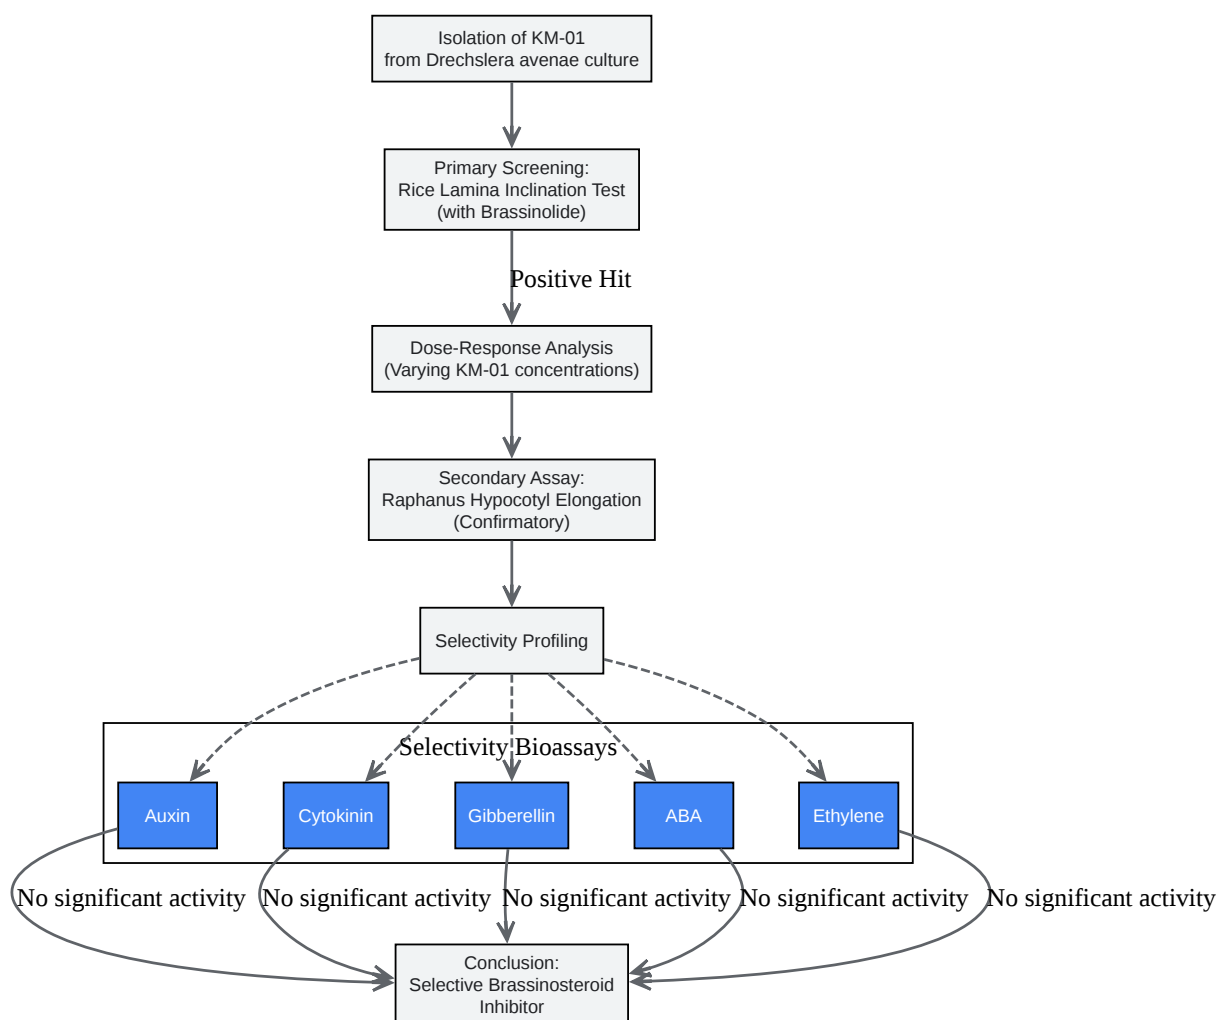 Isolation of KM-01
from Drechslera avenae culture
Primary Screening:
Rice Lamina Inclination Test
(with Brassinolide)
Positive Hit
Dose-Response Analysis
(Varying KM-01 concentrations)
Secondary Assay:
Raphanus Hypocotyl Elongation
(Confirmatory)
Selectivity Profiling
Selectivity Bioassays
Auxin
Cytokinin
Gibberellin
ABA
Ethylene
No significant activity
No significant activity
No significant activity
No significant activity
No significant activity
Conclusion:
Selective Brassinosteroid
Inhibitor